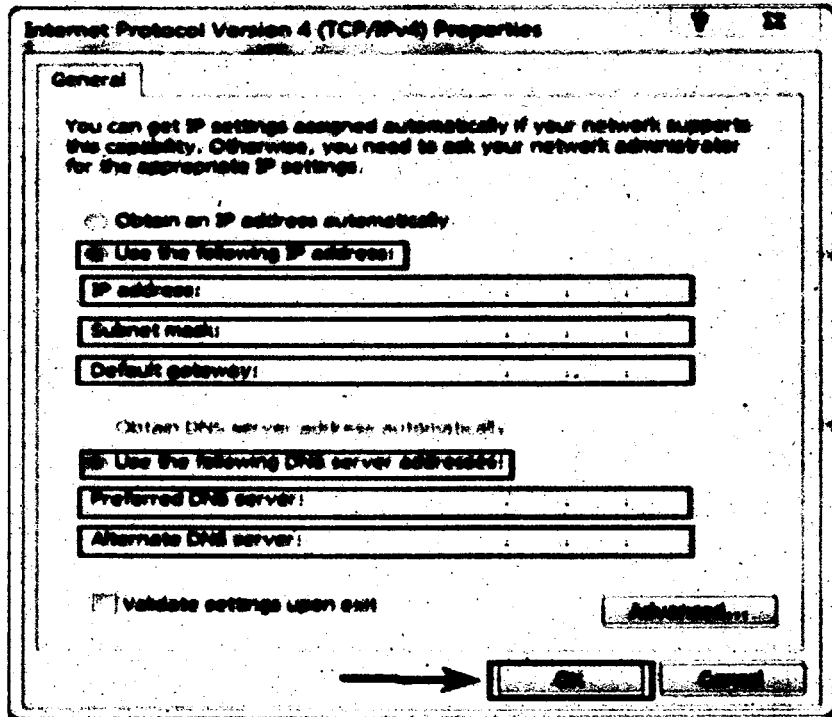 Internet Protocol Version 4 (TCP/IPv4) Properties
General
You can get IP settings assigned automatically if your network supports
this capability. Otherwise, you need to ask your network administrator
for the appropriate IP settings.
Obtain an IP address automatically
Use the following IP address:
IP address:
Subnet mask:
Default gateway:
Obtain DNS server address automatically
Use the following DNS server addresses:
Preferred DNS server:
Alternate DNS server:
Validate settings upon exit
Advanced...
OK Cancel